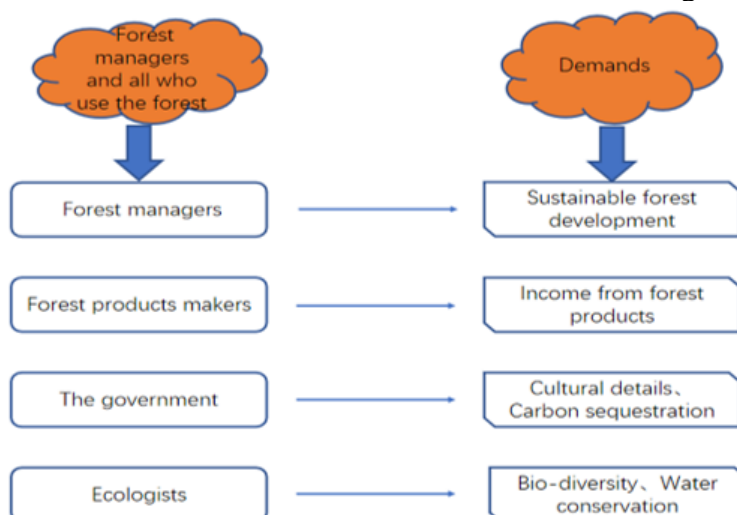 Forest
managers
and all who
use the forest
Demands
Forest managers
Sustainable forest
development
Forest products makers
Income from forest
products
The government
Cultural details、
Carbon sequestration
Ecologists
Bio-diversity、Water
conservation